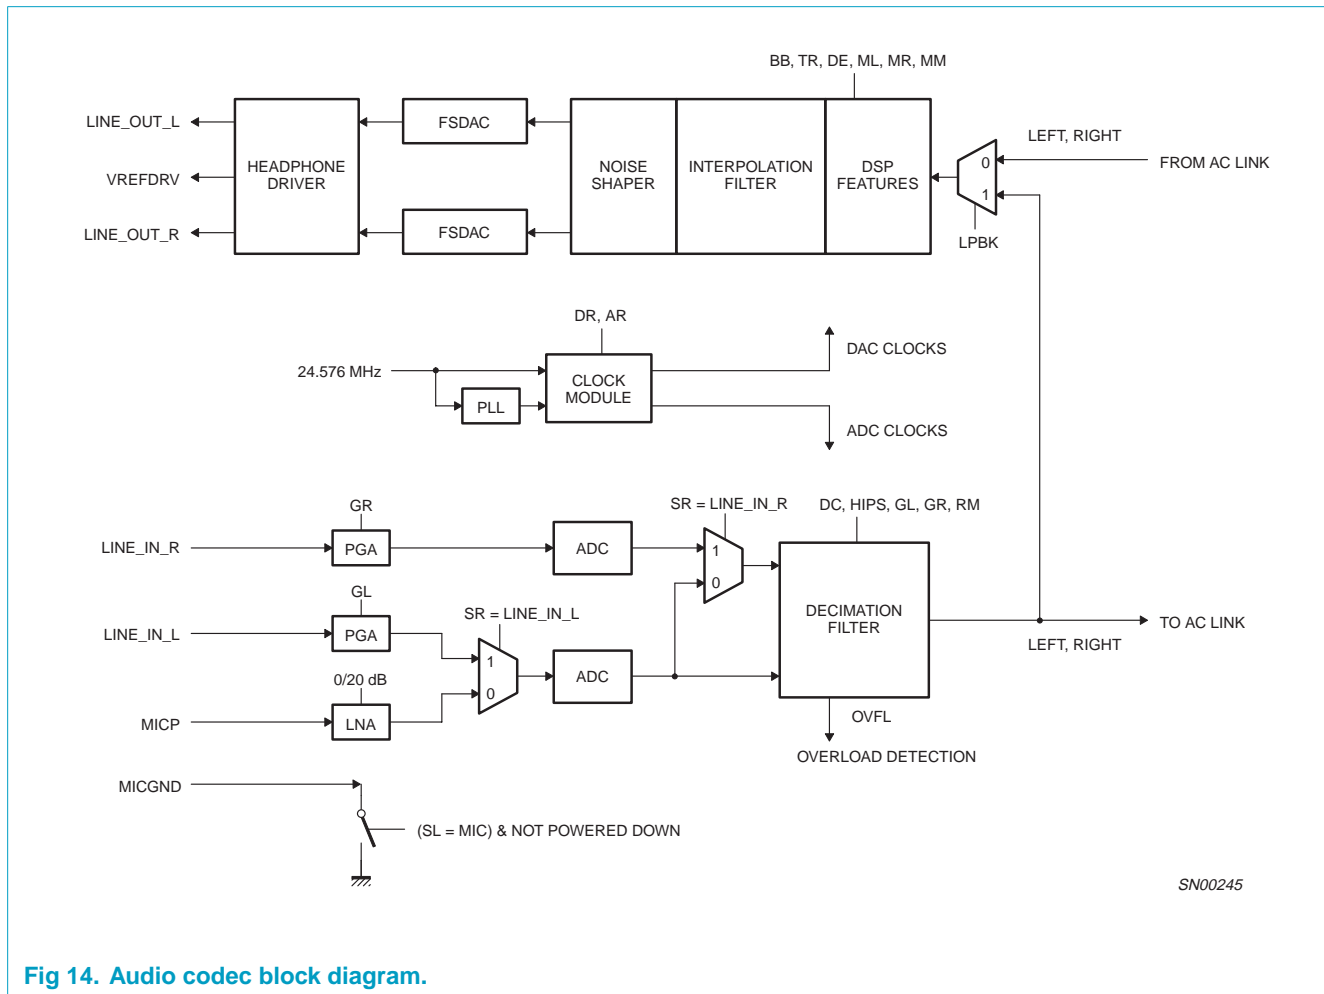 BB, TR, DE, ML, MR, MM
LINE_OUT_L
VREFDRV
LINE_OUT_R
HEADPHONE
DRIVER
FSDAC
FSDAC
NOISE
SHAPER
INTERPOLATION
FILTER
DSP
FEATURES
0
1
LPBK
LEFT, RIGHT
FROM AC LINK
DR, AR
24.576 MHz
PLL
CLOCK
MODULE
DAC CLOCKS
ADC CLOCKS
GR
LINE_IN_R
PGA
ADC
SR = LINE_IN_R
1
0
DC, HIPS, GL, GR, RM
GL
LINE_IN_L
PGA
SR = LINE_IN_L
1
0
ADC
DECIMATION
FILTER
TO AC LINK
LEFT, RIGHT
0/20 dB
MICP
LNA
OVFL
OVERLOAD DETECTION
MICGND
(SL = MIC) & NOT POWERED DOWN
SN00245
Fig 14. Audio codec block diagram.